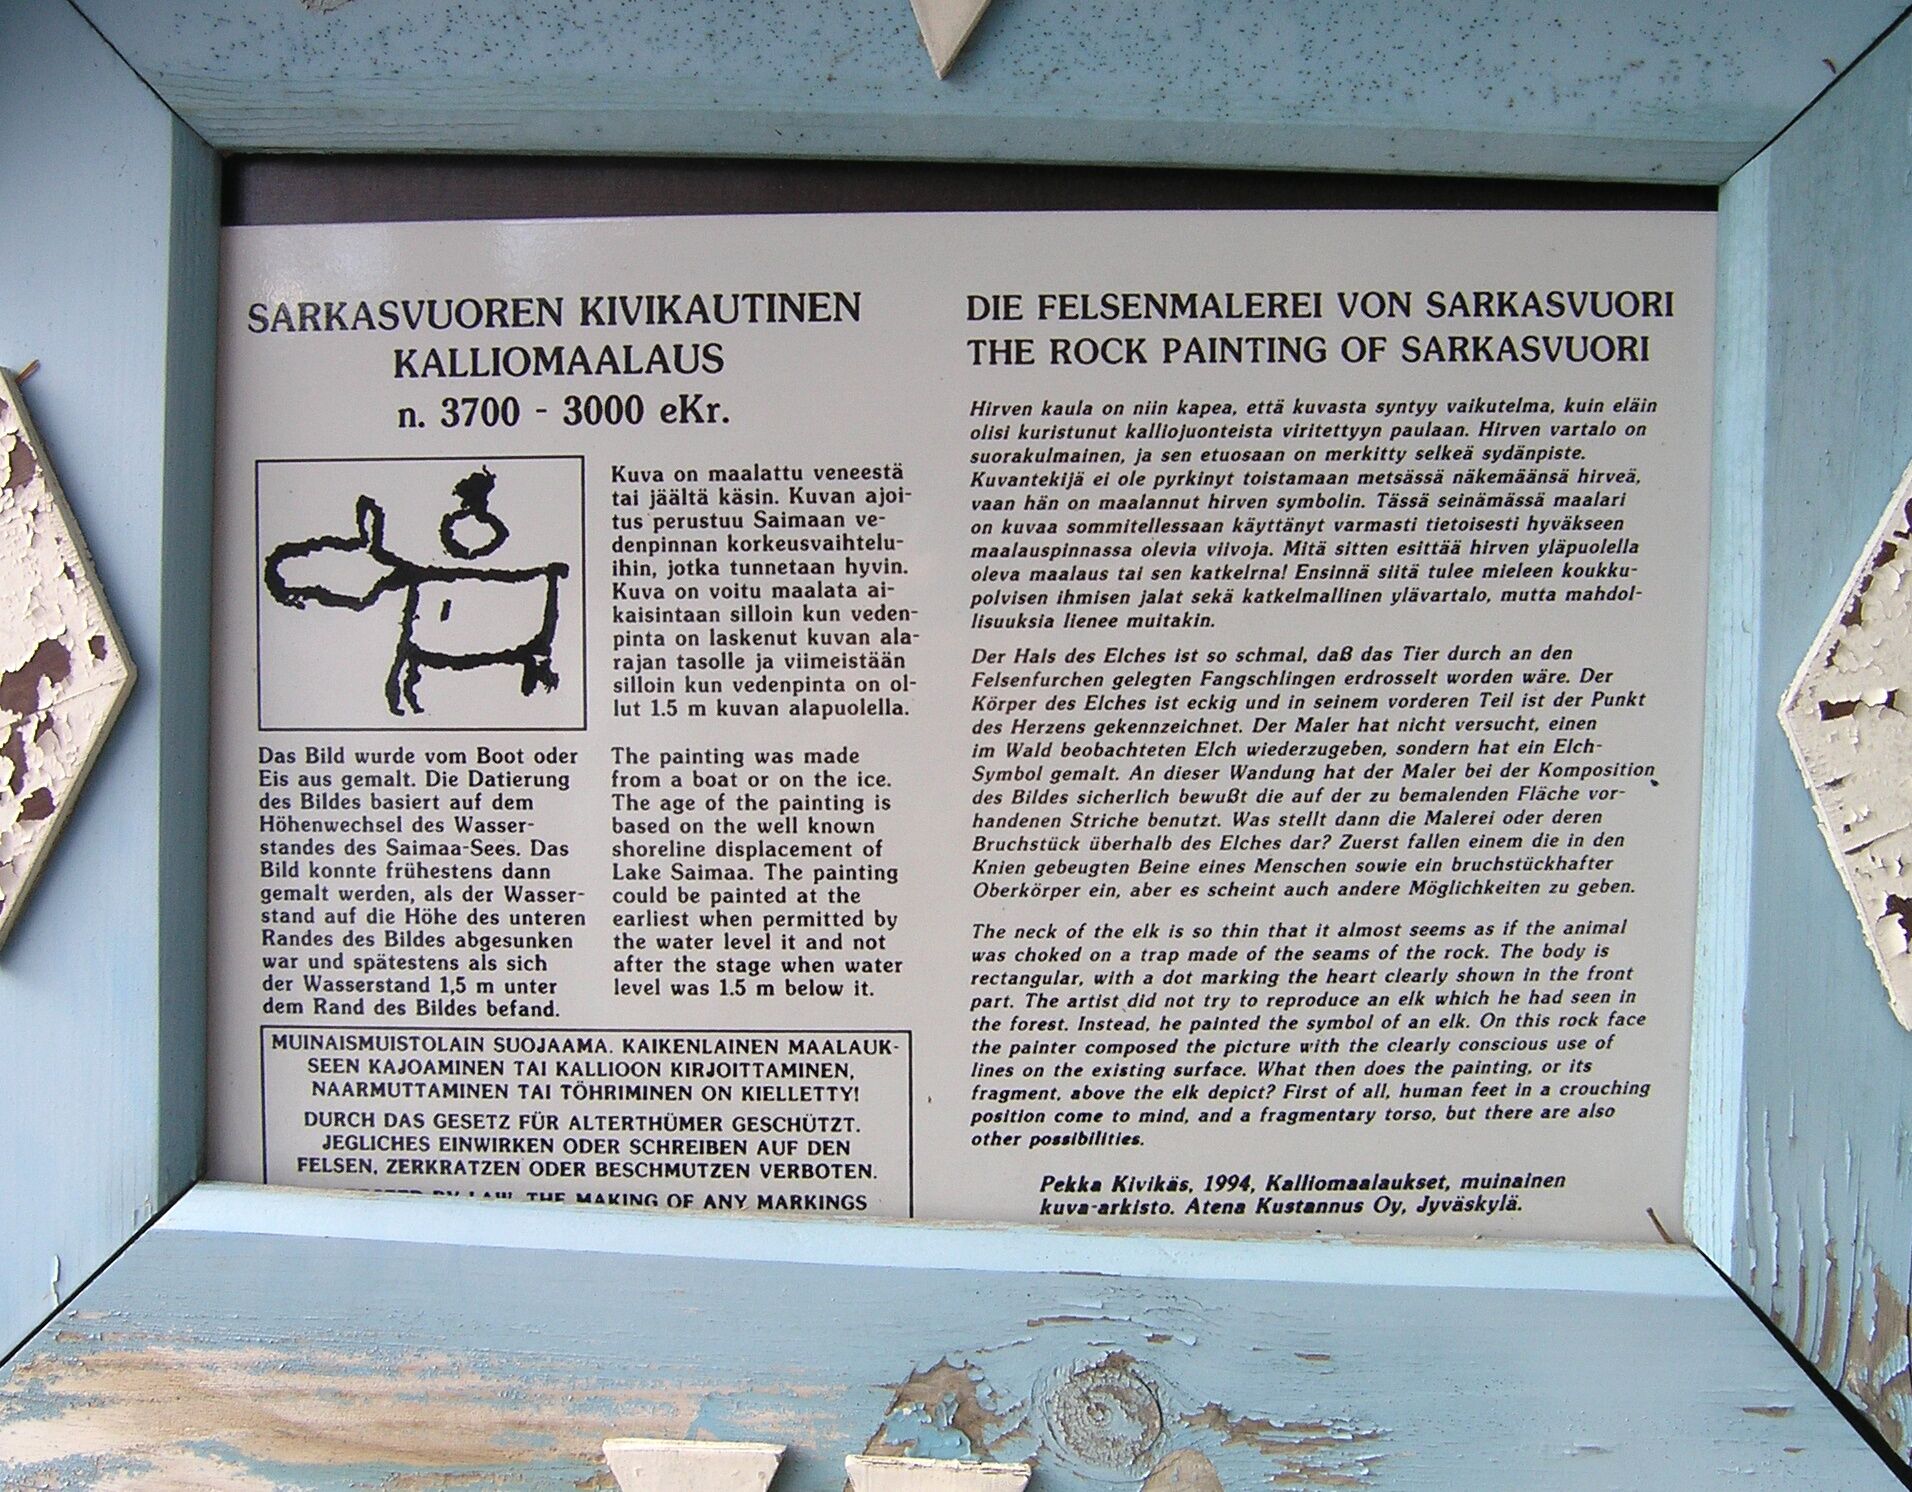 SARKASVUOREN KIVIKAUTINEN
KALLIOMAALAUS
n. 3700 - 3000 eKr.
Kuva on maalattu veneestä
tai jäältä käsin. Kuvan ajoi-
tus perustuu Saimaan ve-
denpinnan korkeusvaihtelu-
ihin, jotka tunnetaan hyvin.
Kuva on voitu maalata ai-
kaisintaan silloin kun veden-
pinta on laskenut kuvan ala-
rajan tasolle ja viimeistään
silloin kun vedenpinta on ol-
lut 1.5 m kuvan alapuolella.
Das Bild wurde vom Boot oder
Eis aus gemalt. Die Datierung
des Bildes basiert auf dem
Höhenwechsel des Wasser-
standes des Saimaa-Sees. Das
Bild konnte frühestens dann
gemalt werden, als der Wasser-
stand auf die Höhe des unteren
Randes des Bildes abgesunken
war und spätestens als sich
der Wasserstand 1,5 m unter
dem Rand des Bildes befand.
The painting was made
from a boat or on the ice.
The age of the painting is
based on the well known
shoreline displacement of
Lake Saimaa. The painting
could be painted at the
earliest when permitted by
the water level it and not
after the stage when water
level was 1.5 m below it.
MUINAISMUISTOLAIN SUOJAAMA. KAIKENLAINEN MAALAUK-
SEEN KAJOAMINEN TAI KALLIOON KIRJOITTAMINEN,
NAARMUTTAMINEN TAI TÖHRIMINEN ON KIELLETTY!
DURCH DAS GESETZ FÜR ALTERTHÜMER GESCHÜTZT.
JEGLICHES EINWIRKEN ODER SCHREIBEN AUF DEN
FELSEN, ZERKRATZEN ODER BESCHMUTZEN VERBOTEN.
BY LAW. THE MAKING OF ANY MARKINGS
DIE FELSENMALEREI VON SARKASVUORI
THE ROCK PAINTING OF SARKASVUORI
Hirven kaula on niin kapea, että kuvasta syntyy vaikutelma, kuin eläin
olisi kuristunut kalliojuonteista viritettyyn paulaan. Hirven vartalo on
suorakulmainen, ja sen etuosaan on merkitty selkeä sydänpiste.
Kuvantekijä ei ole pyrkinyt toistamaan metsässä näkemäänsä hirveä,
vaan hän on maalannut hirven symbolin. Tässä seinämässä maalari
on kuvaa sommitellessaan käyttänyt varmasti tietoisesti hyväkseen
maalauspinnassa olevia viivoja. Mitä sitten esittää hirven yläpuolella
oleva maalaus tai sen katkelrna! Ensinnä siitä tulee mieleen koukku-
polvisen ihmisen jalat sekä katkelmallinen ylävartalo, mutta mahdol-
lisuuksia lienee muitakin.
Der Hals des Elches ist so schmal, daß das Tier durch an den
Felsenfurchen gelegten Fangschlingen erdrosselt worden wäre. Der
Körper des Elches ist eckig und in seinem vorderen Teil ist der Punkt
des Herzens gekennzeichnet. Der Maler hat nicht versucht, einen
im Wald beobachteten Elch wiederzugeben, sondern hat ein Elch-
Symbol gemalt. An dieser Wandung hat der Maler bei der Komposition
des Bildes sicherlich bewußt die auf der zu bemalenden Fläche vor-
handenen Striche benutzt. Was stellt dann die Malerei oder deren
Bruchstück überhalb des Elches dar? Zuerst fallen einem die in den
Knien gebeugten Beine eines Menschen sowie ein bruchstückhafter
Oberkörper ein, aber es scheint auch andere Möglichkeiten zu geben.
The neck of the elk is so thin that it almost seems as if the animal
was choked on a trap made of the seams of the rock. The body is
rectangular, with a dot marking the heart clearly shown in the front
part. The artist did not try to reproduce an elk which he had seen in
the forest. Instead, he painted the symbol of an elk. On this rock face
the painter composed the picture with the clearly conscious use of
lines on the existing surface. What then does the painting, or its
fragment, above the elk depict? First of all, human feet in a crouching
position come to mind, and a fragmentary torso, but there are also
other possibilities.
Pekka Kivikäs, 1994, Kalliomaalaukset, muinainen
kuva-arkisto. Atena Kustannus Oy, Jyväskylä.